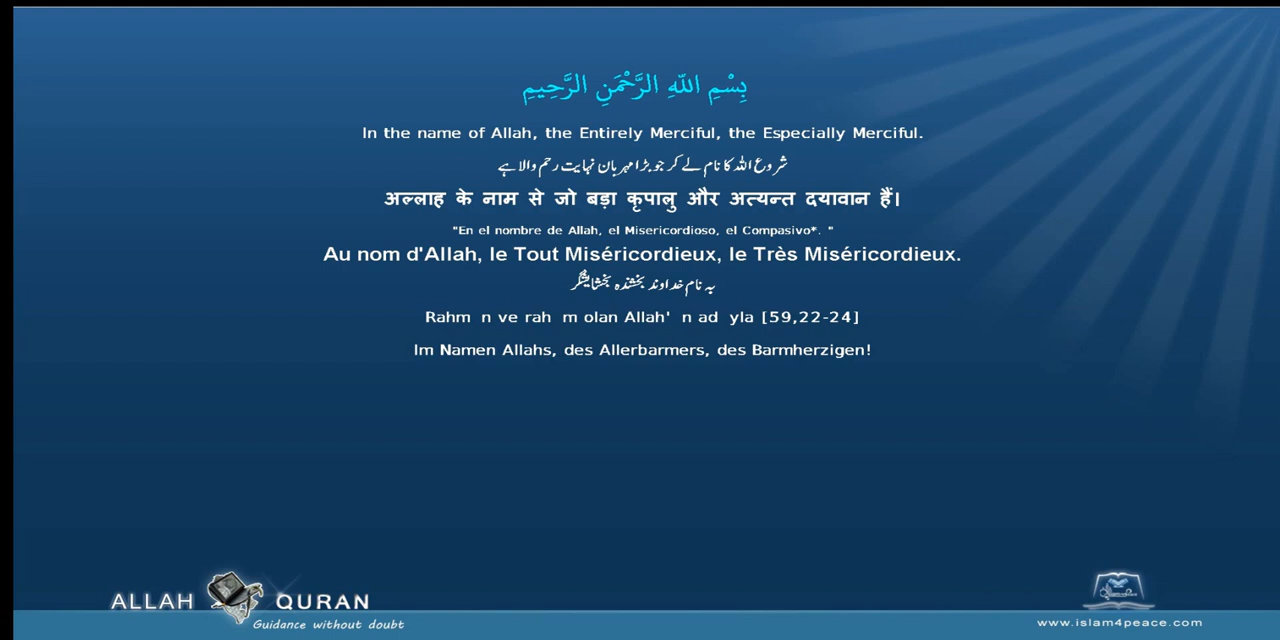 بِسْمِ اللّٰهِ الرَّحْمَنِ الرَّحِيمِ
In the name of Allah, the Entirely Merciful, the Especially Merciful.
شروع الله کا نام لے کر جو بڑا مہربان نہایت رحم والا ہے
अल्लाह के नाम से जो बड़ा कृपालु और अत्यन्त दयावान हैं।
"En el nombre de Allah, el Misericordioso, el Compasivo*. "
Au nom d'Allah, le Tout Miséricordieux, le Très Miséricordieux.
به نام خداوند بخشنده بخشایشگر
Rahm n ve rah m olan Allah' n ad yla [59,22-24]
Im Namen Allahs, des Allerbarmers, des Barmherzigen!
ALLAH QURAN
Guidance without doubt
www.islam4peace.com